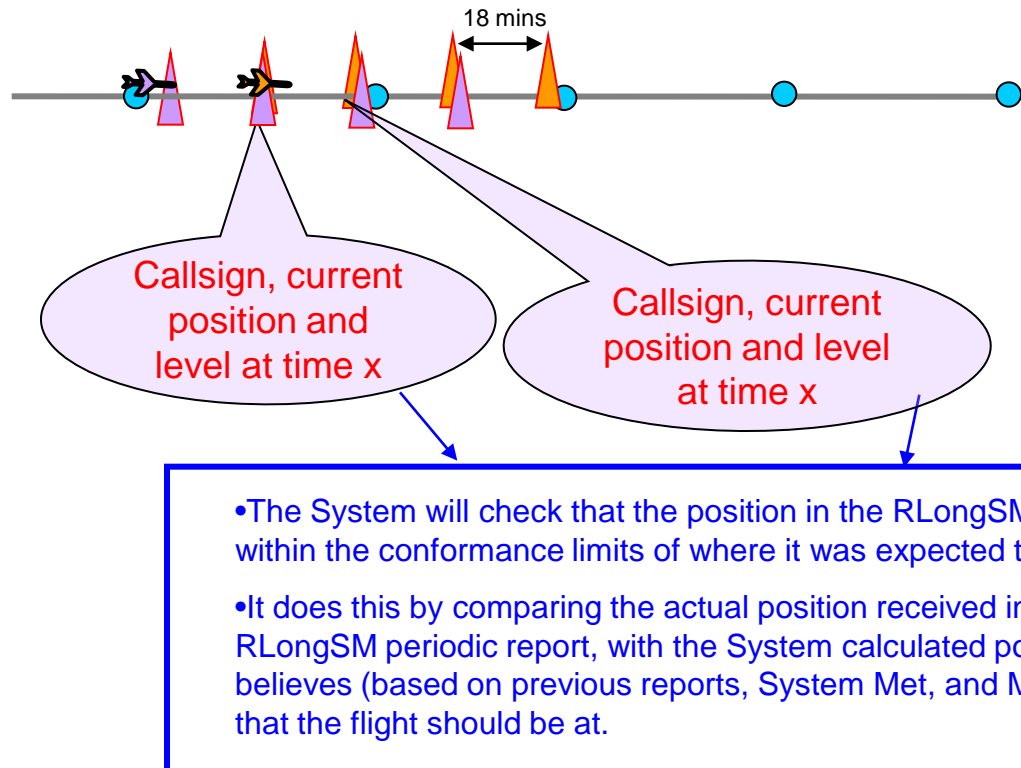 18 mins
Callsign, current
position and
level at time x
Callsign, current
position and level
at time x
•The System will check that the position in the RLongSM
within the conformance limits of where it was expected t
•It does this by comparing the actual position received in
RLongSM periodic report, with the System calculated po
believes (based on previous reports, System Met, and M
that the flight should be at.